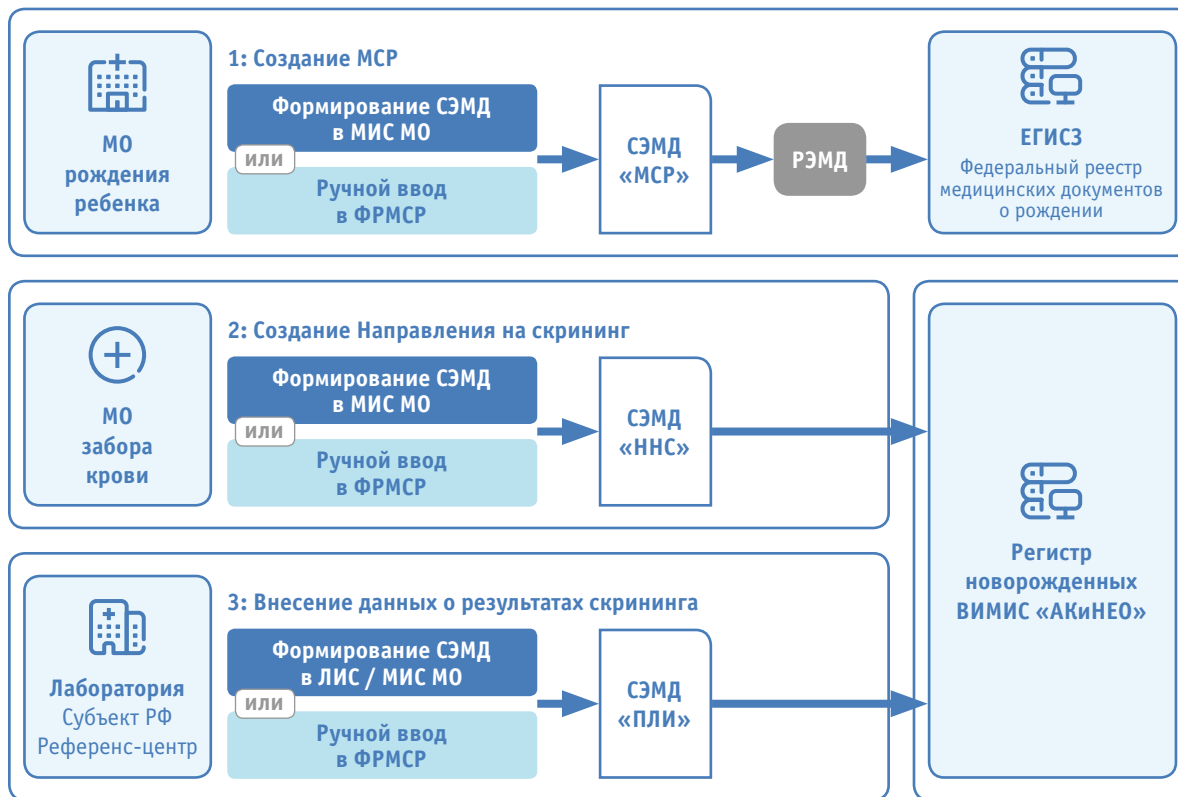 МО
рождения
ребенка
1: Создание МСР
Формирование СЭМД
в МИС МО
ИЛИ
Ручной ввод
в ФРМСР
СЭМД
«МСР»
РЭМД
ЕГИСЗ
Федеральный реестр
медицинских документов
о рождении
МО
забора
крови
2: Создание Направления на скрининг
Формирование СЭМД
в МИС МО
ИЛИ
Ручной ввод
в ФРМСР
СЭМД
«ННС»
Лаборатория
Субъект РФ
Референс-центр
3: Внесение данных о результатах скрининга
Формирование СЭМД
в ЛИС / МИС МО
ИЛИ
Ручной ввод
в ФРМСР
СЭМД
«ПЛИ»
Регистр
новорожденных
ВИМИС «АКиНЕО»